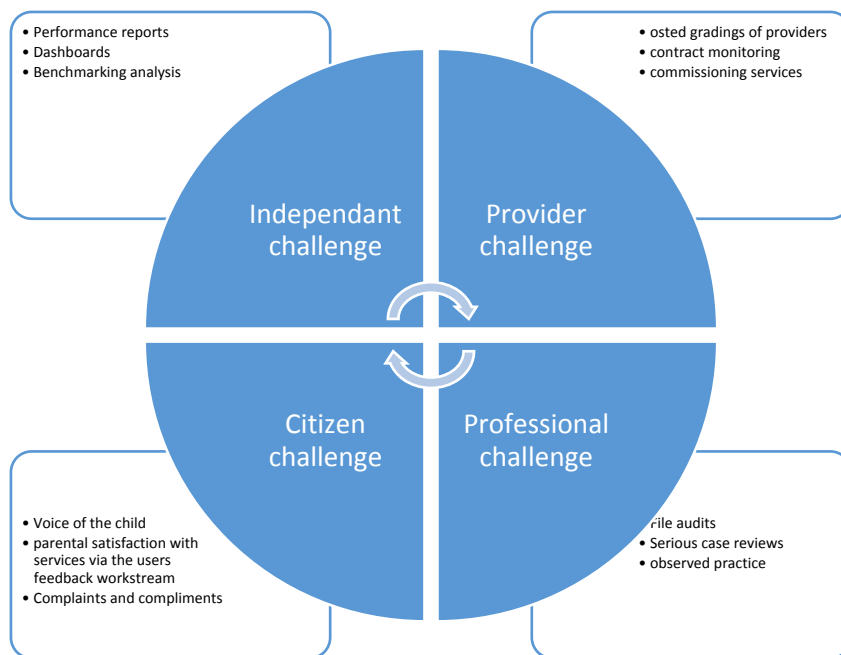 • Performance reports
• Dashboards
• Benchmarking analysis
• osted gradings of providers
• contract monitoring
• commissioning services
Independant
challenge
Provider
challenge
Citizen
challenge
Professional
challenge
• Voice of the child
• parental satisfaction with
services via the users
feedback workstream
• Complaints and compliments
File audits
• Serious case reviews
• observed practice